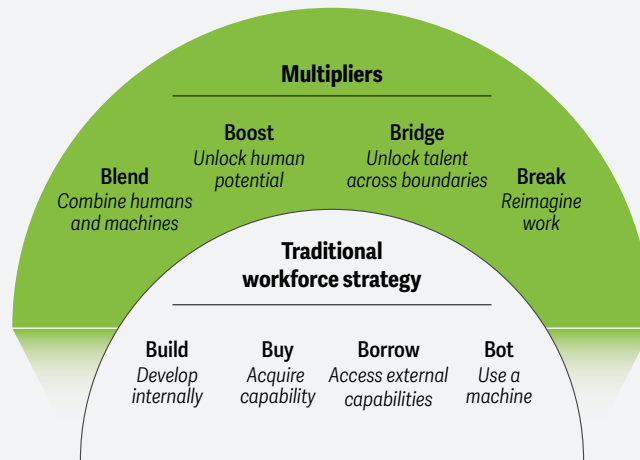 Multipliers
Blend
Combine humans
and machines
Boost
Unlock human
potential
Bridge
Unlock talent
across boundaries
Break
Reimagine
work
Traditional
workforce strategy
Build
Develop
internally
Buy
Acquire
capability
Borrow
Access external
capabilities
Bot
Use a
machine